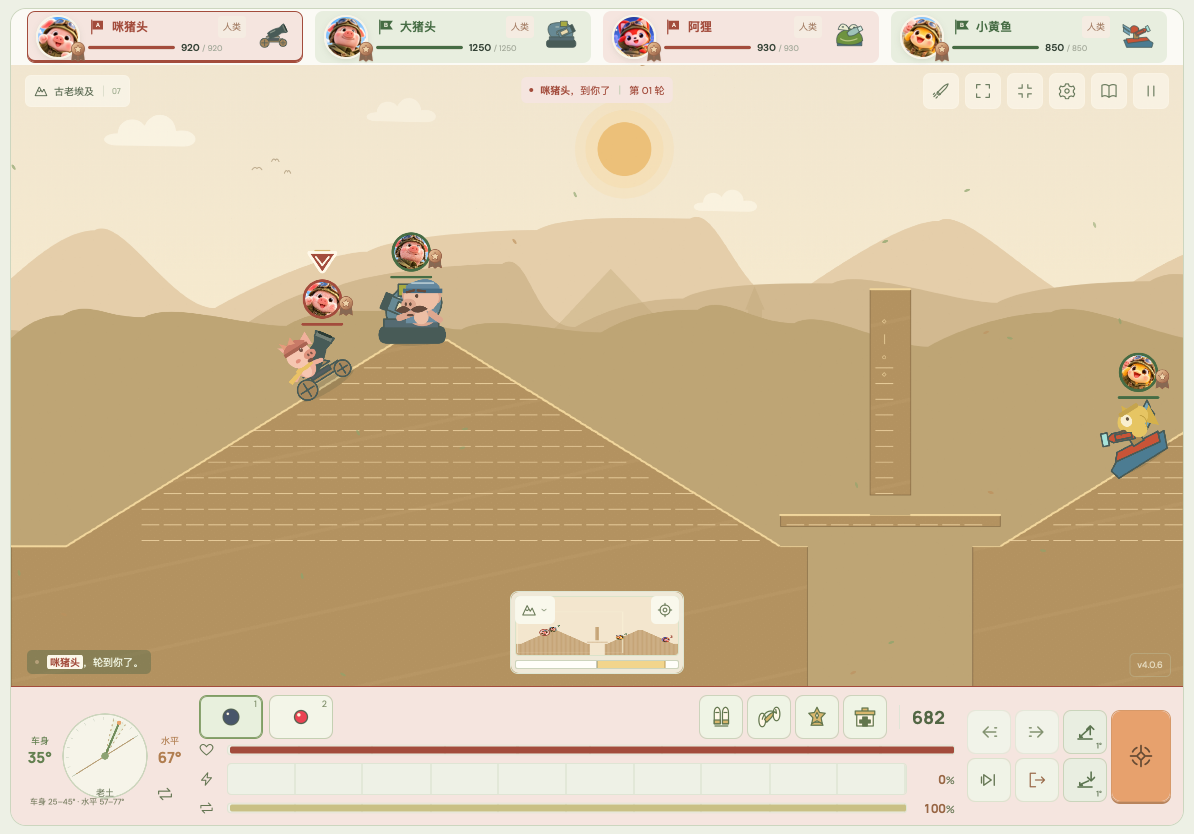 咪猪头 人类
920 / 920
大猪头 人类
1250 / 1250
阿狸 人类
930 / 930
小黄鱼 人类
850 / 850
古老埃及 07
咪猪头，到你了 第 01 轮
咪猪头，轮到你了。
v4.0.6
1
2
682
车身
35°
水平
67°
老土
车身 25–45° · 水平 57–77°
0%
100%
1°
1°